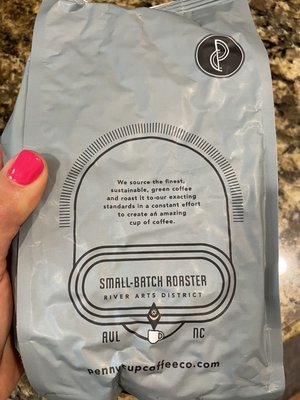 We source the finest,
sustainable, green coffee
and roast it to our exacting
standards in a constant effort
to create an amazing
cup of coffee.
SMALL-BATCH ROASTER
RIVER ARTS DISTRICT
AVL NC
pennycupcoffeeco.com